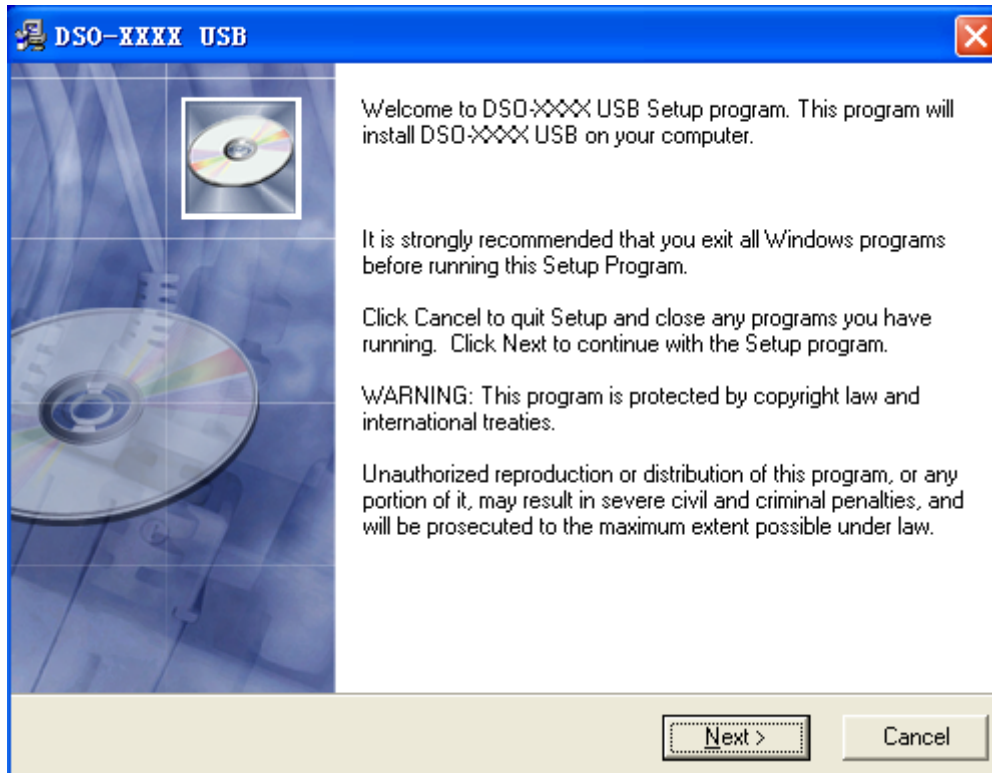 DSO-XXXX USB
Welcome to DSO-XXXX USB Setup program. This program will
install DSO-XXXX USB on your computer.
It is strongly recommended that you exit all Windows programs
before running this Setup Program.
Click Cancel to quit Setup and close any programs you have
running.  Click Next to continue with the Setup program.
WARNING: This program is protected by copyright law and
international treaties.
Unauthorized reproduction or distribution of this program, or any
portion of it, may result in severe civil and criminal penalties, and
will be prosecuted to the maximum extent possible under law.
Next >
Cancel